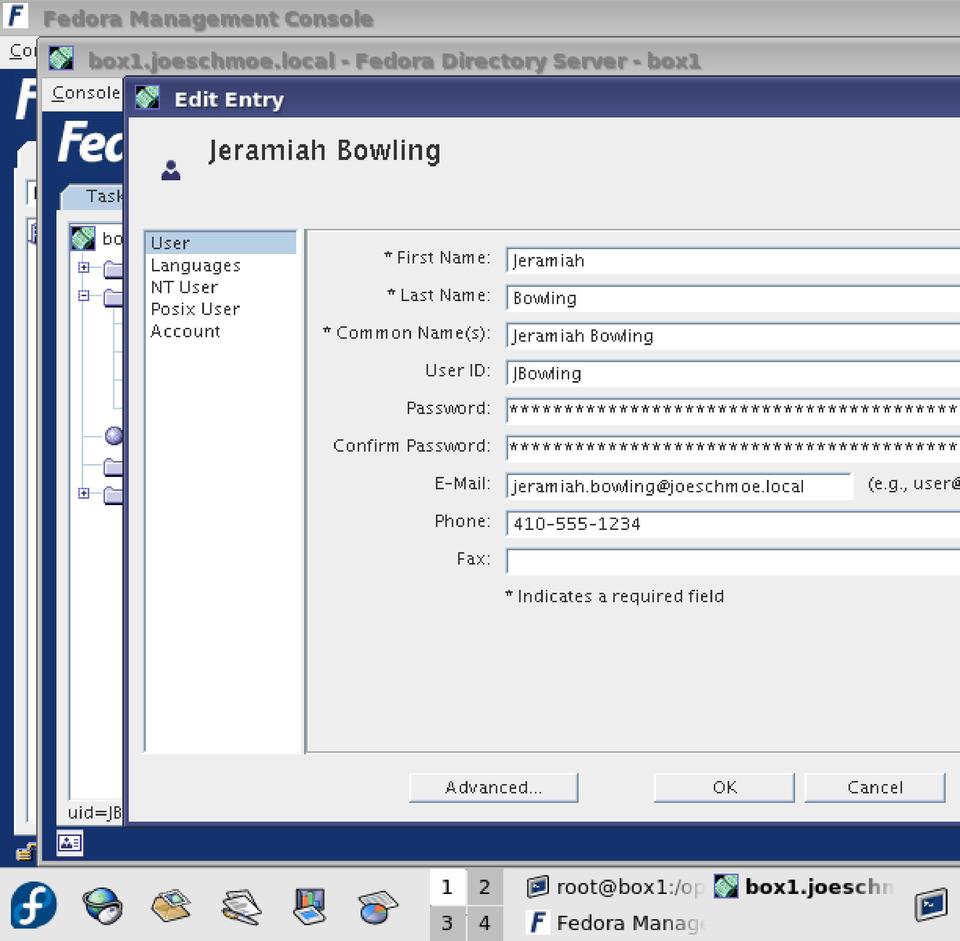 Fedora Management Console
box1.joeschmoe.local - Fedora Directory Server - box1
Console
Edit Entry
Jeramiah Bowling
Fed
Task
bo
User
Languages
NT User
Posix User
Account
* First Name: Jeramiah
* Last Name: Bowling
* Common Name(s): Jeramiah Bowling
User ID: JBowling
Password: *****************************************
Confirm Password: *****************************************
E-Mail: jeramiah.bowling@joeschmoe.local (e.g., user@
Phone: 410-555-1234
Fax:
* Indicates a required field
Advanced... OK Cancel
uid=JB
1 2 root@box1:/op box1.joeschn
3 4 Fedora Manage